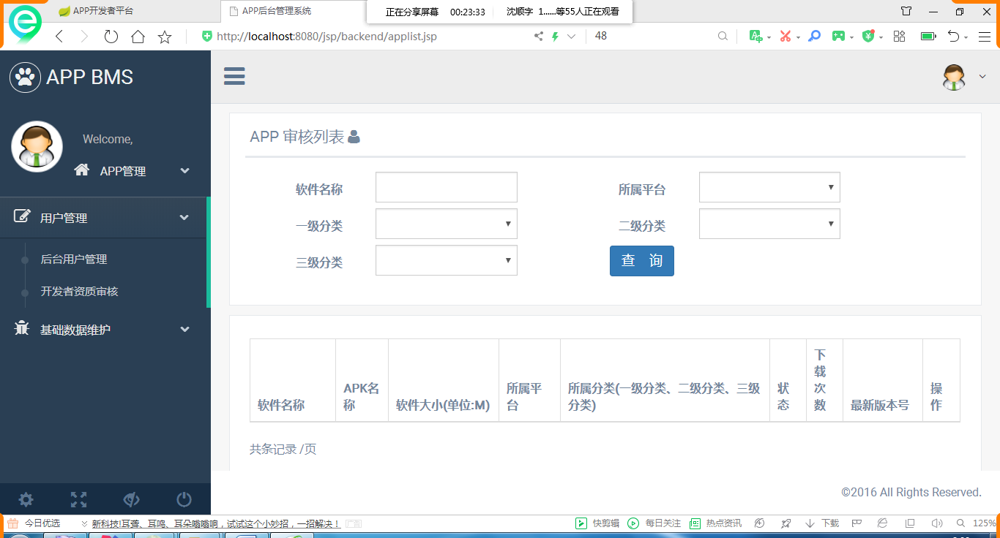 APP开发者平台
APP后台管理系统
正在分享屏幕 00:23:33 沈顺字 1......等55人正在观看
http://localhost:8080/jsp/backend/applist.jsp
48
APP BMS
Welcome,
APP管理
用户管理
后台用户管理
开发者资质审核
基础数据维护
APP 审核列表
软件名称
所属平台
一级分类
二级分类
三级分类
查 询
软件名称
APK名称
软件大小(单位:M)
所属平台
所属分类(一级分类、二级分类、三级分类)
状态
下载次数
最新版本号
操作
共条记录 /页
©2016 All Rights Reserved.
今日优选
新科技!耳聋、耳鸣、耳朵嗡嗡响，试试这个小妙招，一招解决！
广告
快剪辑
每日关注
热点资讯
下载
125%